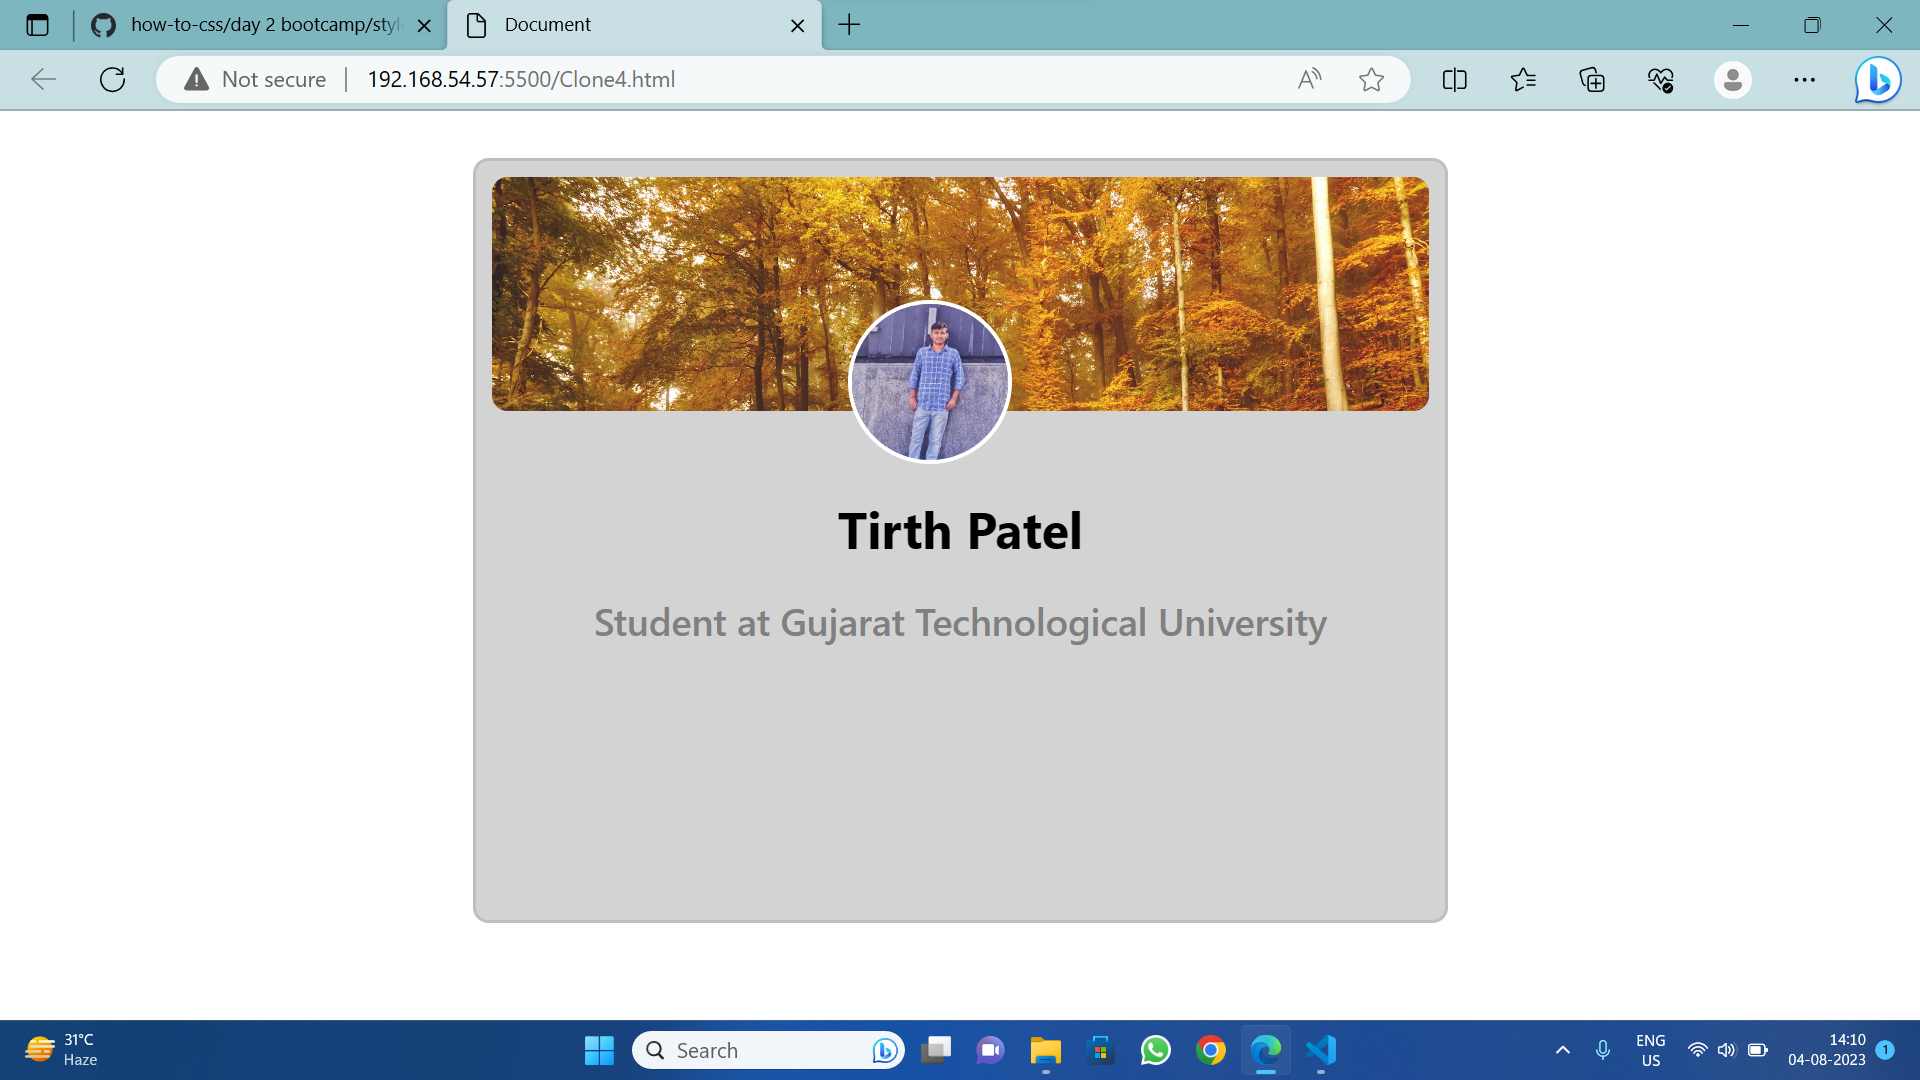 how-to-css/day 2 bootcamp/styl
Document
Not secure
192.168.54.57:5500/Clone4.html
Tirth Patel
Student at Gujarat Technological University
31°C
Haze
Search
ENG
US
14:10
04-08-2023
1